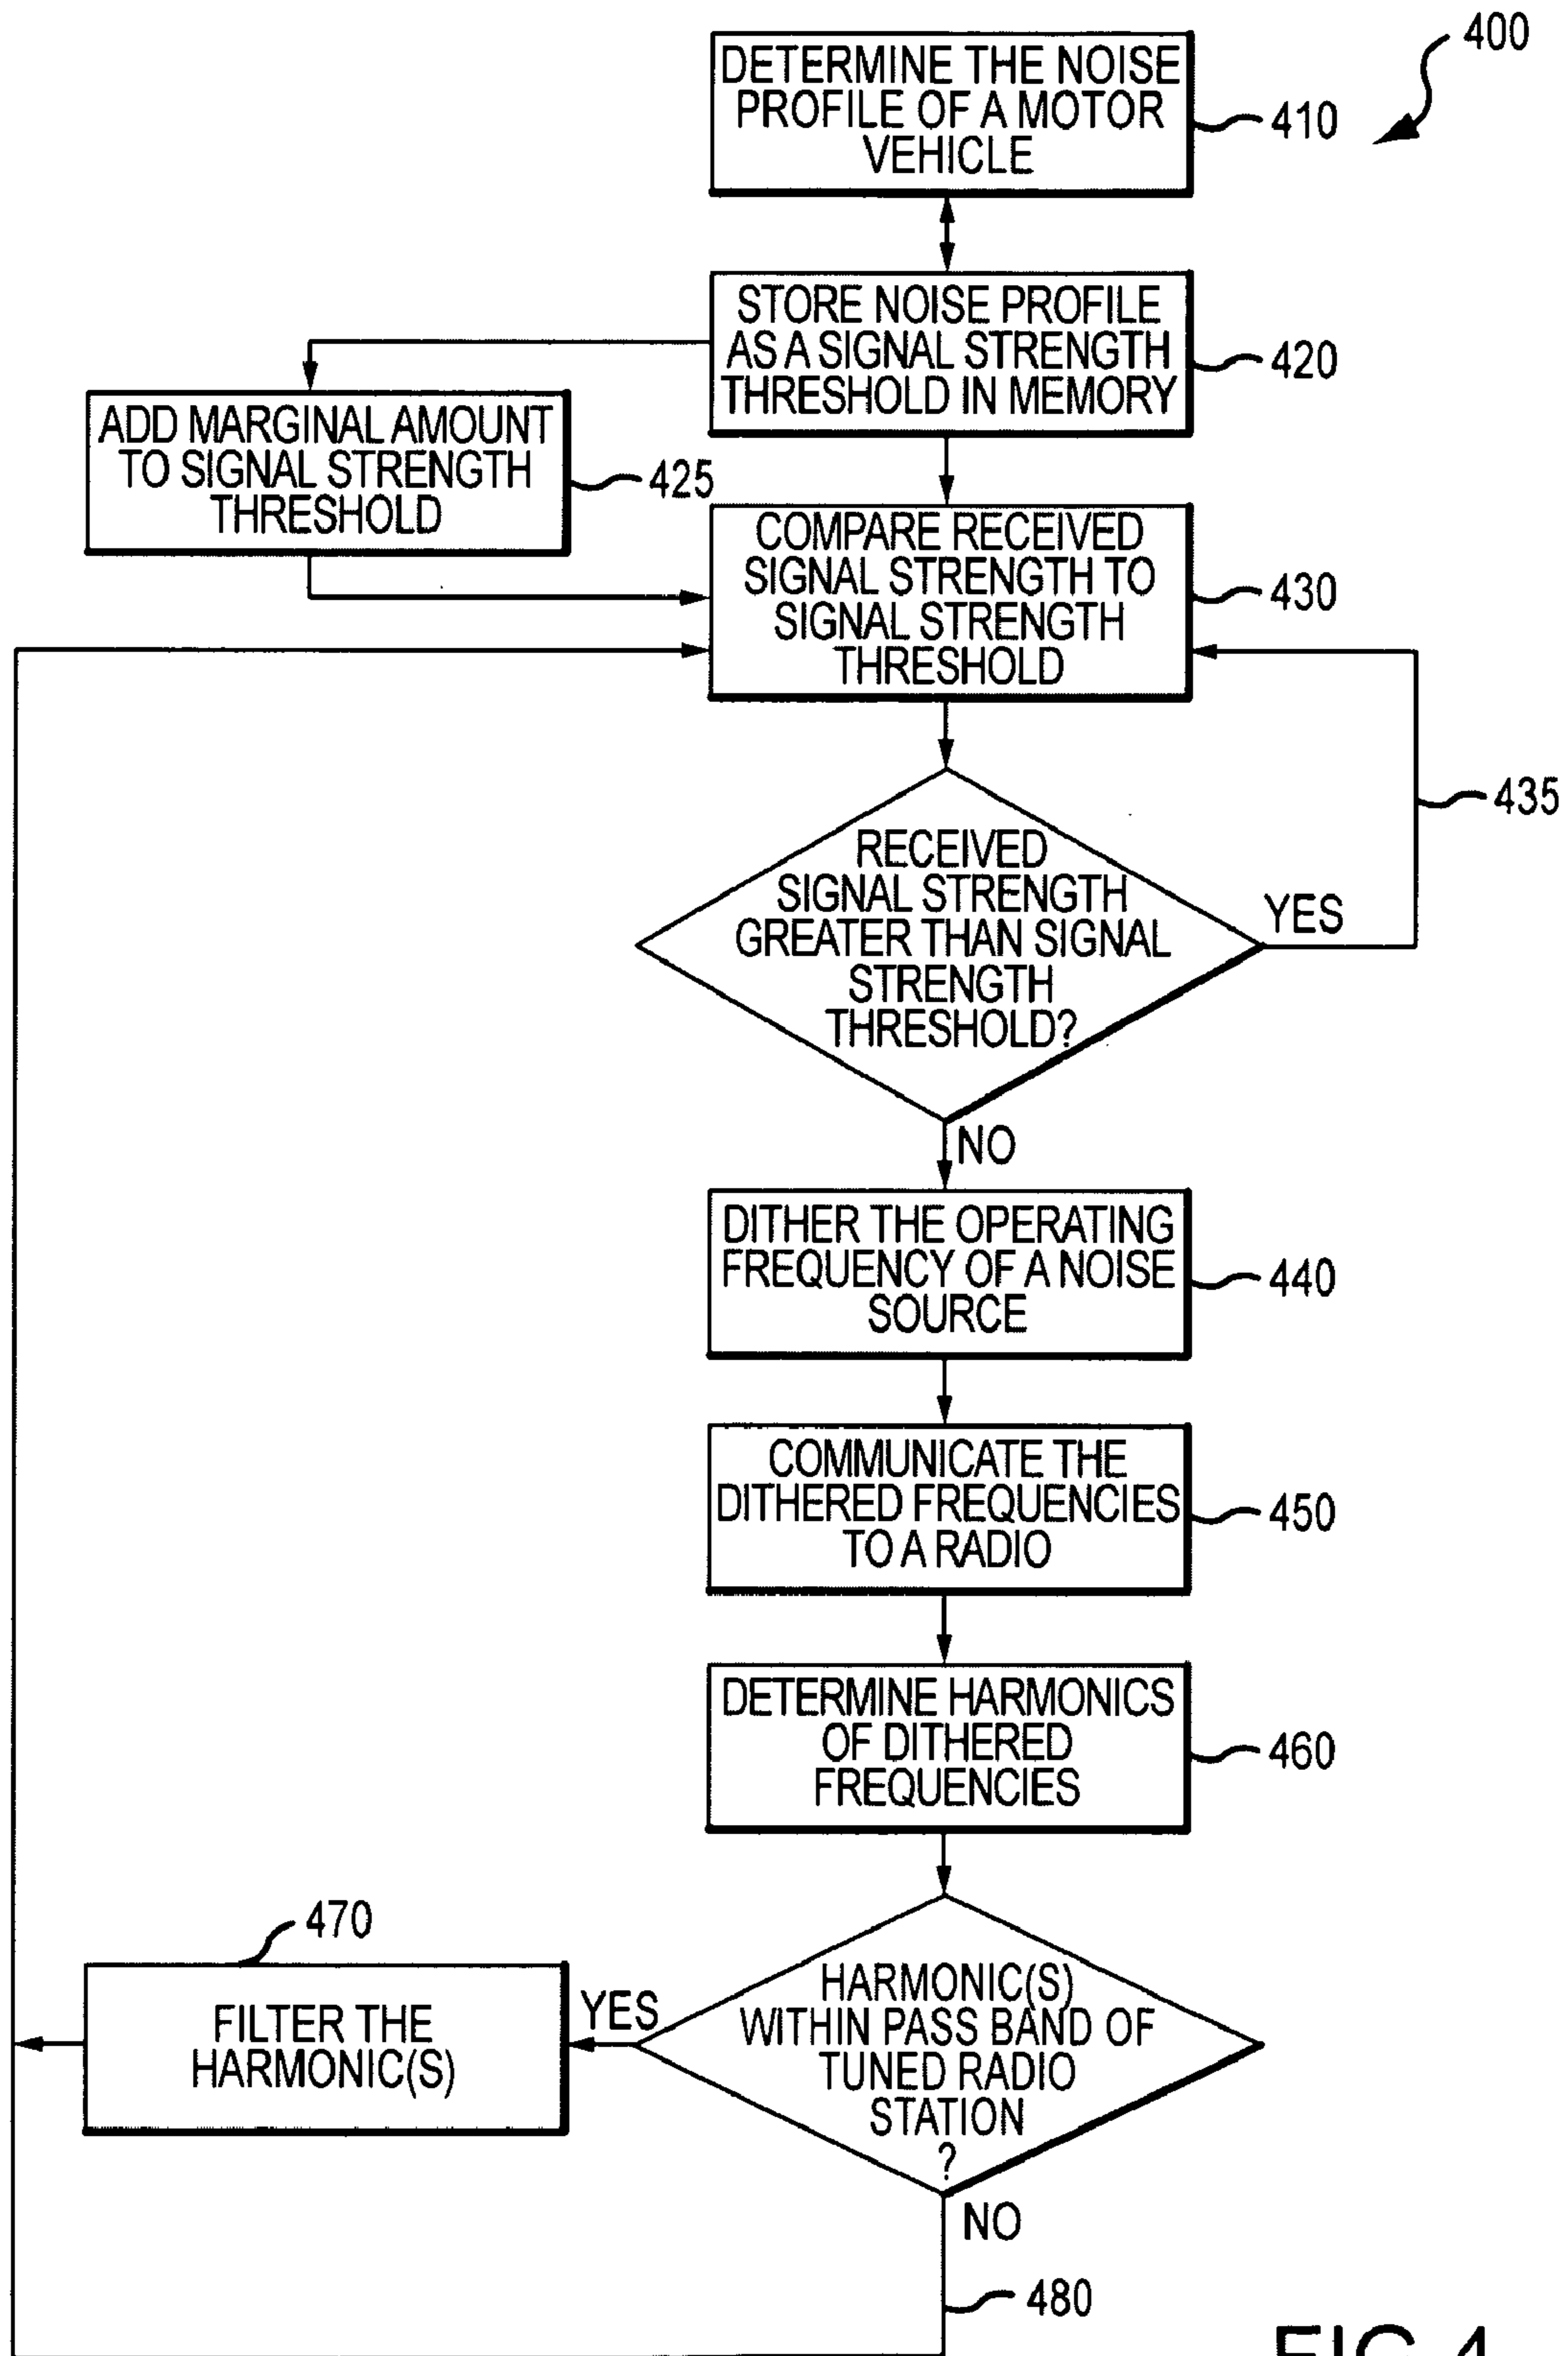 400
DETERMINE THE NOISE
PROFILE OF A MOTOR
VEHICLE
410
STORE NOISE PROFILE
AS A SIGNAL STRENGTH
THRESHOLD IN MEMORY
420
ADD MARGINAL AMOUNT
TO SIGNAL STRENGTH
THRESHOLD
425
COMPARE RECEIVED
SIGNAL STRENGTH TO
SIGNAL STRENGTH
THRESHOLD
430
435
RECEIVED
SIGNAL STRENGTH
GREATER THAN SIGNAL
STRENGTH
THRESHOLD?
YES
NO
DITHER THE OPERATING
FREQUENCY OF A NOISE
SOURCE
440
COMMUNICATE THE
DITHERED FREQUENCIES
TO A RADIO
450
DETERMINE HARMONICS
OF DITHERED
FREQUENCIES
460
470
FILTER THE
HARMONIC(S)
YES
HARMONIC(S)
WITHIN PASS BAND OF
TUNED RADIO
STATION
?
NO
480
FIG.4